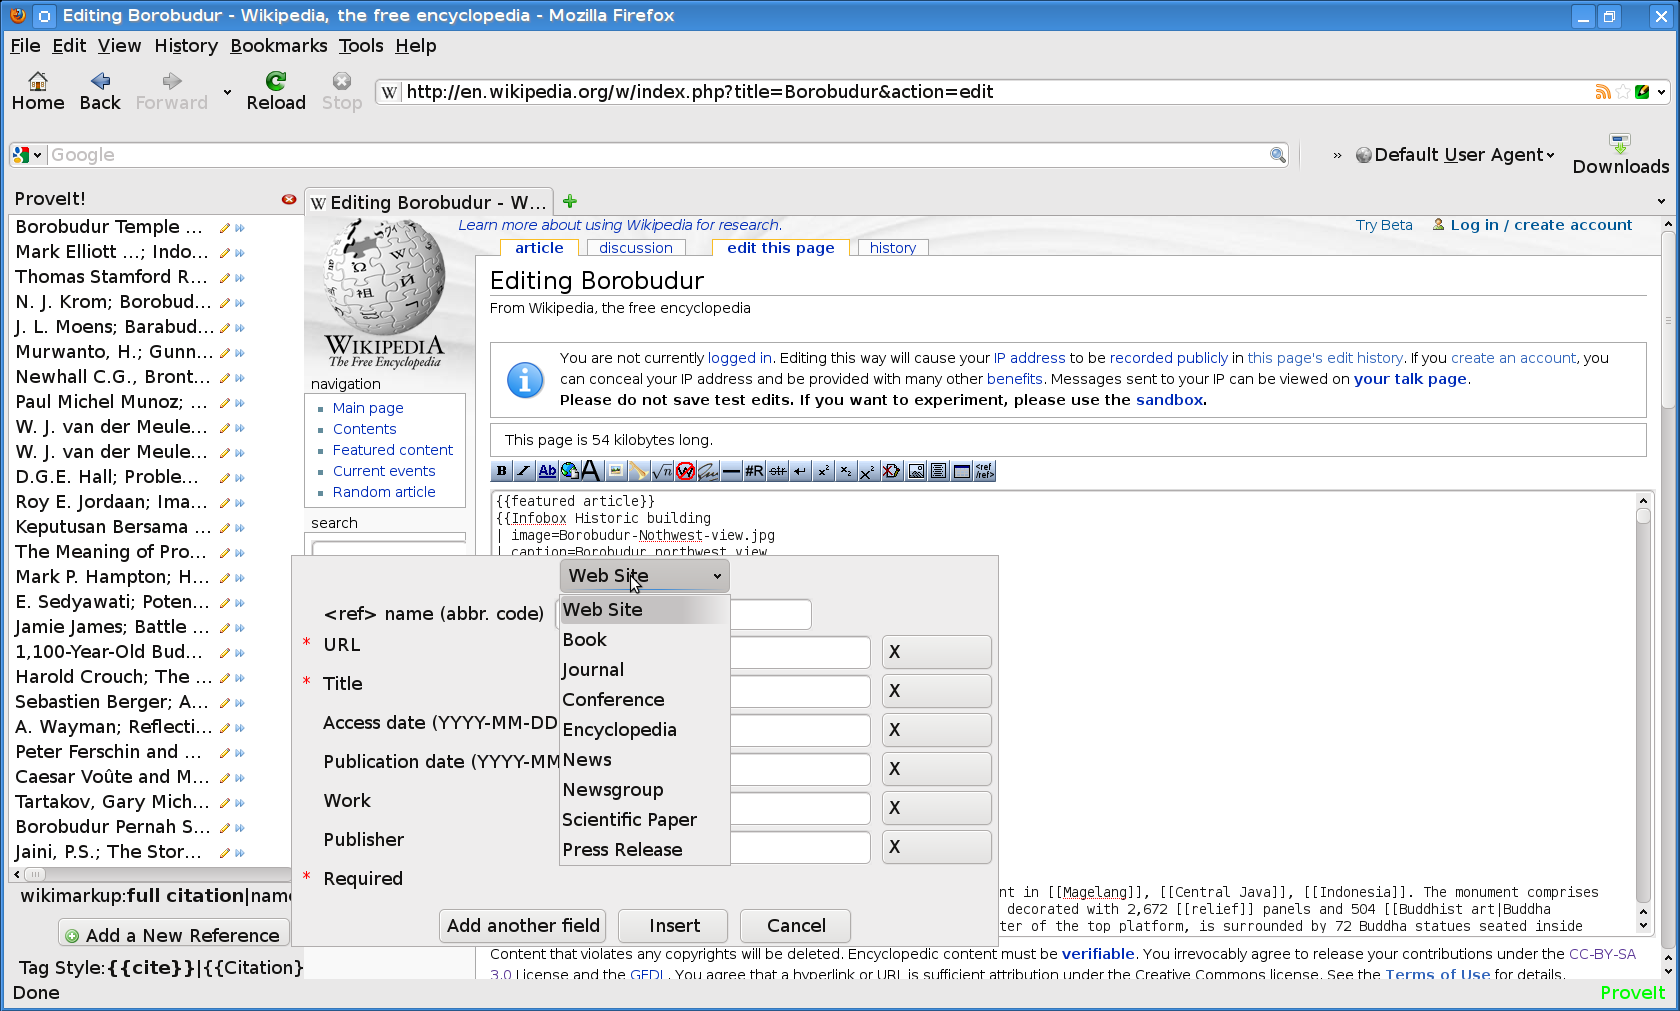 Editing Borobudur - Wikipedia, the free encyclopedia - Mozilla Firefox
File Edit View History Bookmarks Tools Help
Home Back Forward Reload Stop
W http://en.wikipedia.org/w/index.php?title=Borobudur&action=edit
Google
» Default User Agent
Downloads
ProveIt!
W Editing Borobudur - W...
Borobudur Temple ...
Mark Elliott ...; Indo...
Thomas Stamford R...
N. J. Krom; Borobud...
J. L. Moens; Barabud...
Murwanto, H.; Gunn...
Newhall C.G., Bront...
Paul Michel Munoz; ...
W. J. van der Meule...
W. J. van der Meule...
D.G.E. Hall; Proble...
Roy E. Jordaan; Ima...
Keputusan Bersama ...
The Meaning of Pro...
Mark P. Hampton; H...
E. Sedyawati; Poten...
Jamie James; Battle ...
1,100-Year-Old Bud...
Harold Crouch; The ...
Sebastien Berger; A...
A. Wayman; Reflecti...
Peter Ferschin and ...
Caesar Voûte and M...
Tartakov, Gary Mich...
Borobudur Pernah S...
Jaini, P.S.; The Stor...
wikimarkup:full citation|name
Add a New Reference
Tag Style:{{cite}}|{{Citation}
Learn more about using Wikipedia for research.
Try Beta Log in / create account
article discussion edit this page history
WIKIPEDIA
The Free Encyclopedia
navigation
Main page
Contents
Featured content
Current events
Random article
search
Editing Borobudur
From Wikipedia, the free encyclopedia
You are not currently logged in. Editing this way will cause your IP address to be recorded publicly in this page's edit history. If you create an account, you
can conceal your IP address and be provided with many other benefits. Messages sent to your IP can be viewed on your talk page.
Please do not save test edits. If you want to experiment, please use the sandbox.
This page is 54 kilobytes long.
B I Ab A √n W #R str x² x₂ x² <ref/ref>
{{featured article}}
{{Infobox Historic building
| image=Borobudur-Nothwest-view.jpg
| caption=Borobudur northwest view
Web Site
<ref> name (abbr. code)
* URL X
* Title X
Access date (YYYY-MM-DD X
Publication date (YYYY-MM X
Work X
Publisher X
* Required
Web Site
Book
Journal
Conference
Encyclopedia
News
Newsgroup
Scientific Paper
Press Release
Add another field Insert Cancel
nt in [[Magelang]], [[Central Java]], [[Indonesia]]. The monument comprises
decorated with 2,672 [[relief]] panels and 504 [[Buddhist art|Buddha
ter of the top platform, is surrounded by 72 Buddha statues seated inside
Content that violates any copyrights will be deleted. Encyclopedic content must be verifiable. You irrevocably agree to release your contributions under the CC-BY-SA
3.0 License and the GFDL. You agree that a hyperlink or URL is sufficient attribution under the Creative Commons license. See the Terms of Use for details.
Done
ProveIt